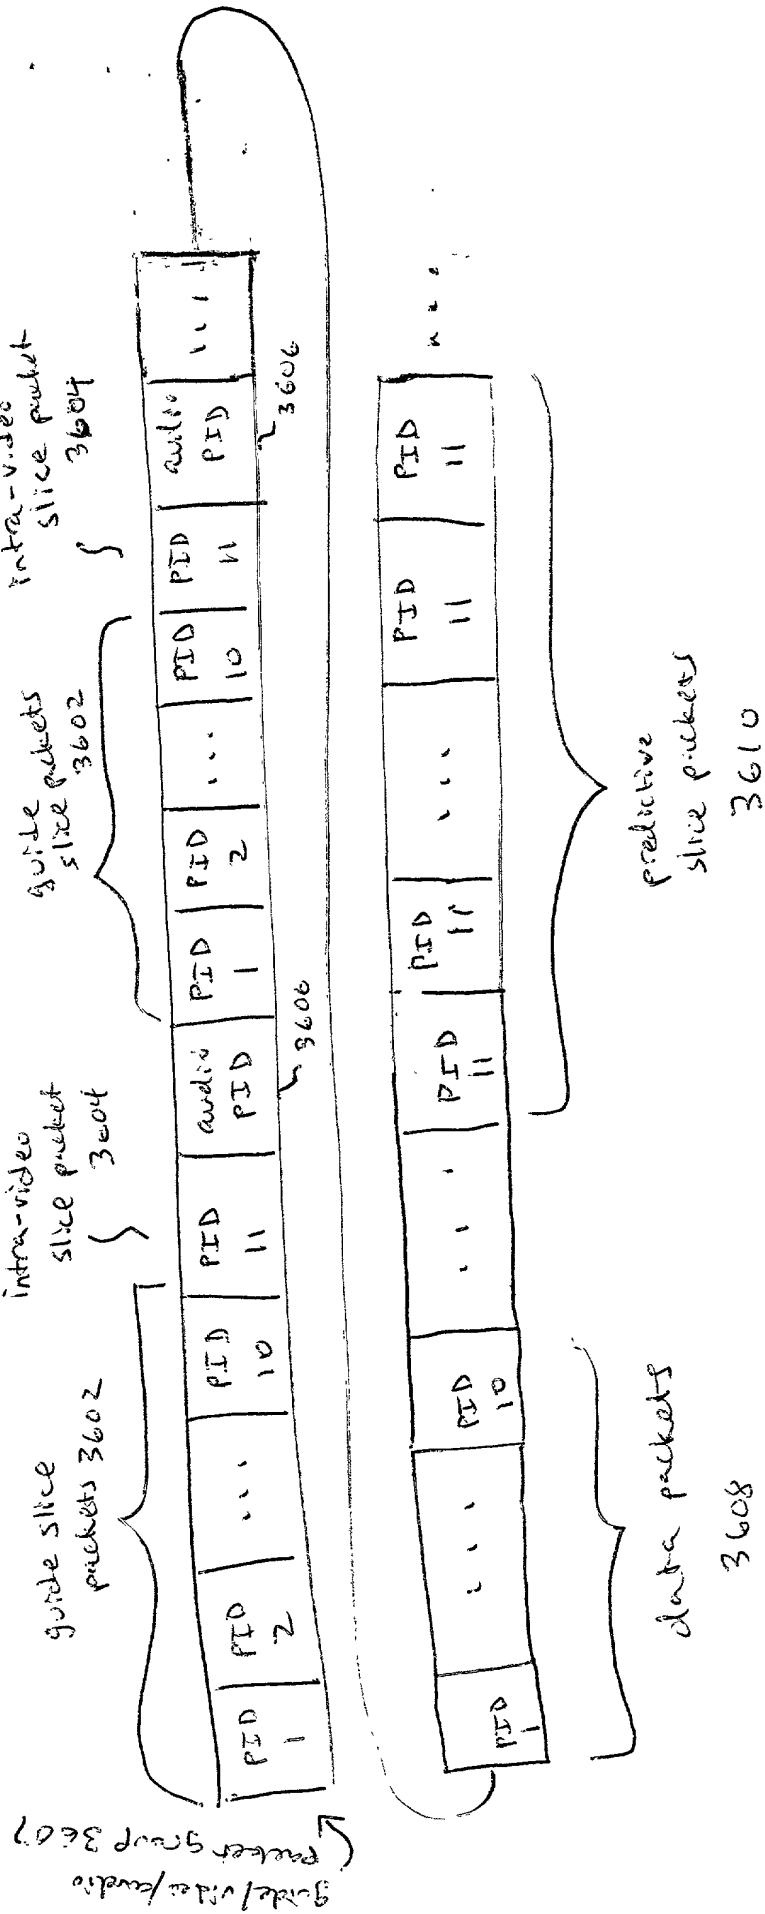 guide slice
packets 3602
intra-video
slice packet
3604
guide
slice packets
3602
intra-video
slice packet
3604
PID
1
PID
2
...
PID
10
PID
11
audio
PID
PID
1
PID
2
...
PID
10
PID
11
audio
PID
...
3606
3606
guide/video/audio
packet group 3607
PID
1
...
PID
10
...
PID
11
PID
11
...
PID
11
PID
11
...
data packets
3608
predictive
slice packets
3610